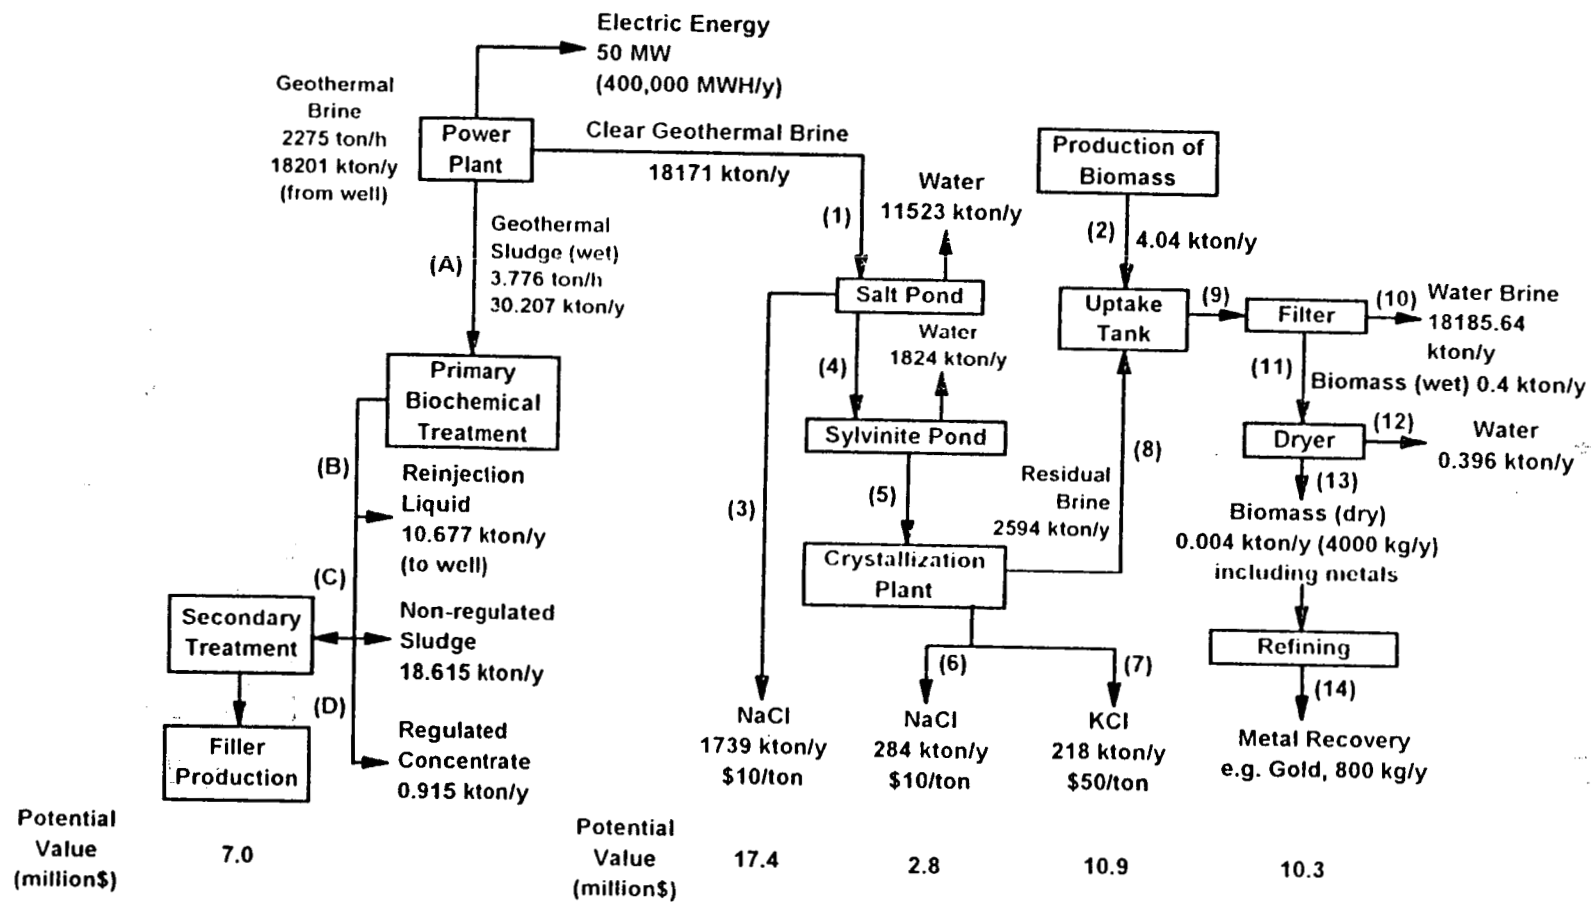 Electric Energy
50 MW
(400,000 MWH/y)
Geothermal
Brine
2275 ton/h
18201 kton/y
(from well)
Power
Plant
Clear Geothermal Brine
18171 kton/y
Production of
Biomass
Water
11523 kton/y
(1)
(2)
4.04 kton/y
Geothermal
Sludge (wet)
3.776 ton/h
30.207 kton/y
(A)
Salt Pond
Uptake
Tank
(9)
Filter
(10)
Water Brine
18185.64
kton/y
Water
1824 kton/y
(4)
(11)
Biomass (wet) 0.4 kton/y
Primary
Biochemical
Treatment
Sylvinite Pond
Dryer
(12)
Water
0.396 kton/y
(B)
Reinjection
Liquid
10.677 kton/y
(to well)
(3)
(5)
Residual
Brine
2594 kton/y
(8)
(13)
Biomass (dry)
0.004 kton/y (4000 kg/y)
including metals
Crystallization
Plant
(C)
Secondary
Treatment
Non-regulated
Sludge
18.615 kton/y
(6)
(7)
Refining
(14)
(D)
Filler
Production
Regulated
Concentrate
0.915 kton/y
NaCl
1739 kton/y
$10/ton
NaCl
284 kton/y
$10/ton
KCl
218 kton/y
$50/ton
Metal Recovery
e.g. Gold, 800 kg/y
Potential
Value
(million$)
7.0
Potential
Value
(million$)
17.4
2.8
10.9
10.3